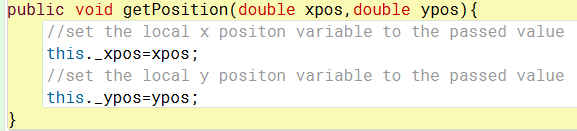 public void getPosition(double xpos,double ypos){
//set the local x positon variable to the passed value
this._xpos=xpos;
//set the local y positon variable to the passed value
this._ypos=ypos;
}